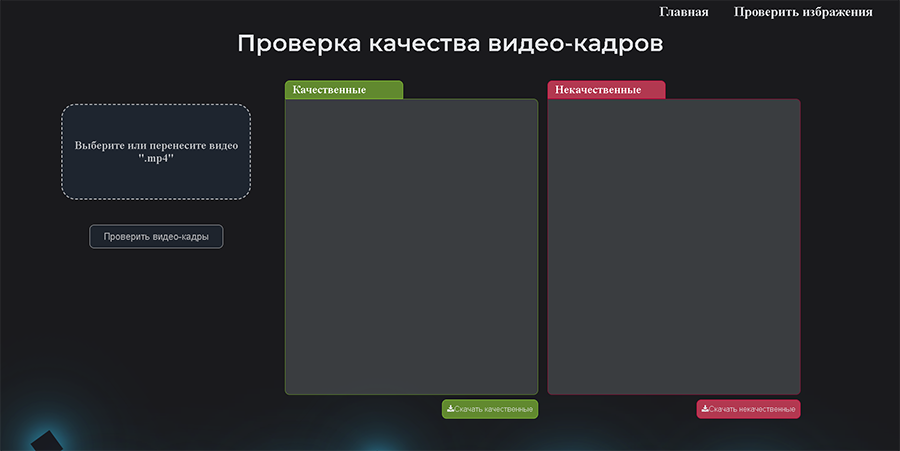 Главная Проверить избражения
Проверка качества видео-кадров
Качественные
Некачественные
Выберите или перенесите видео
".mp4"
Проверить видео-кадры
Скачать качественные
Скачать некачественные